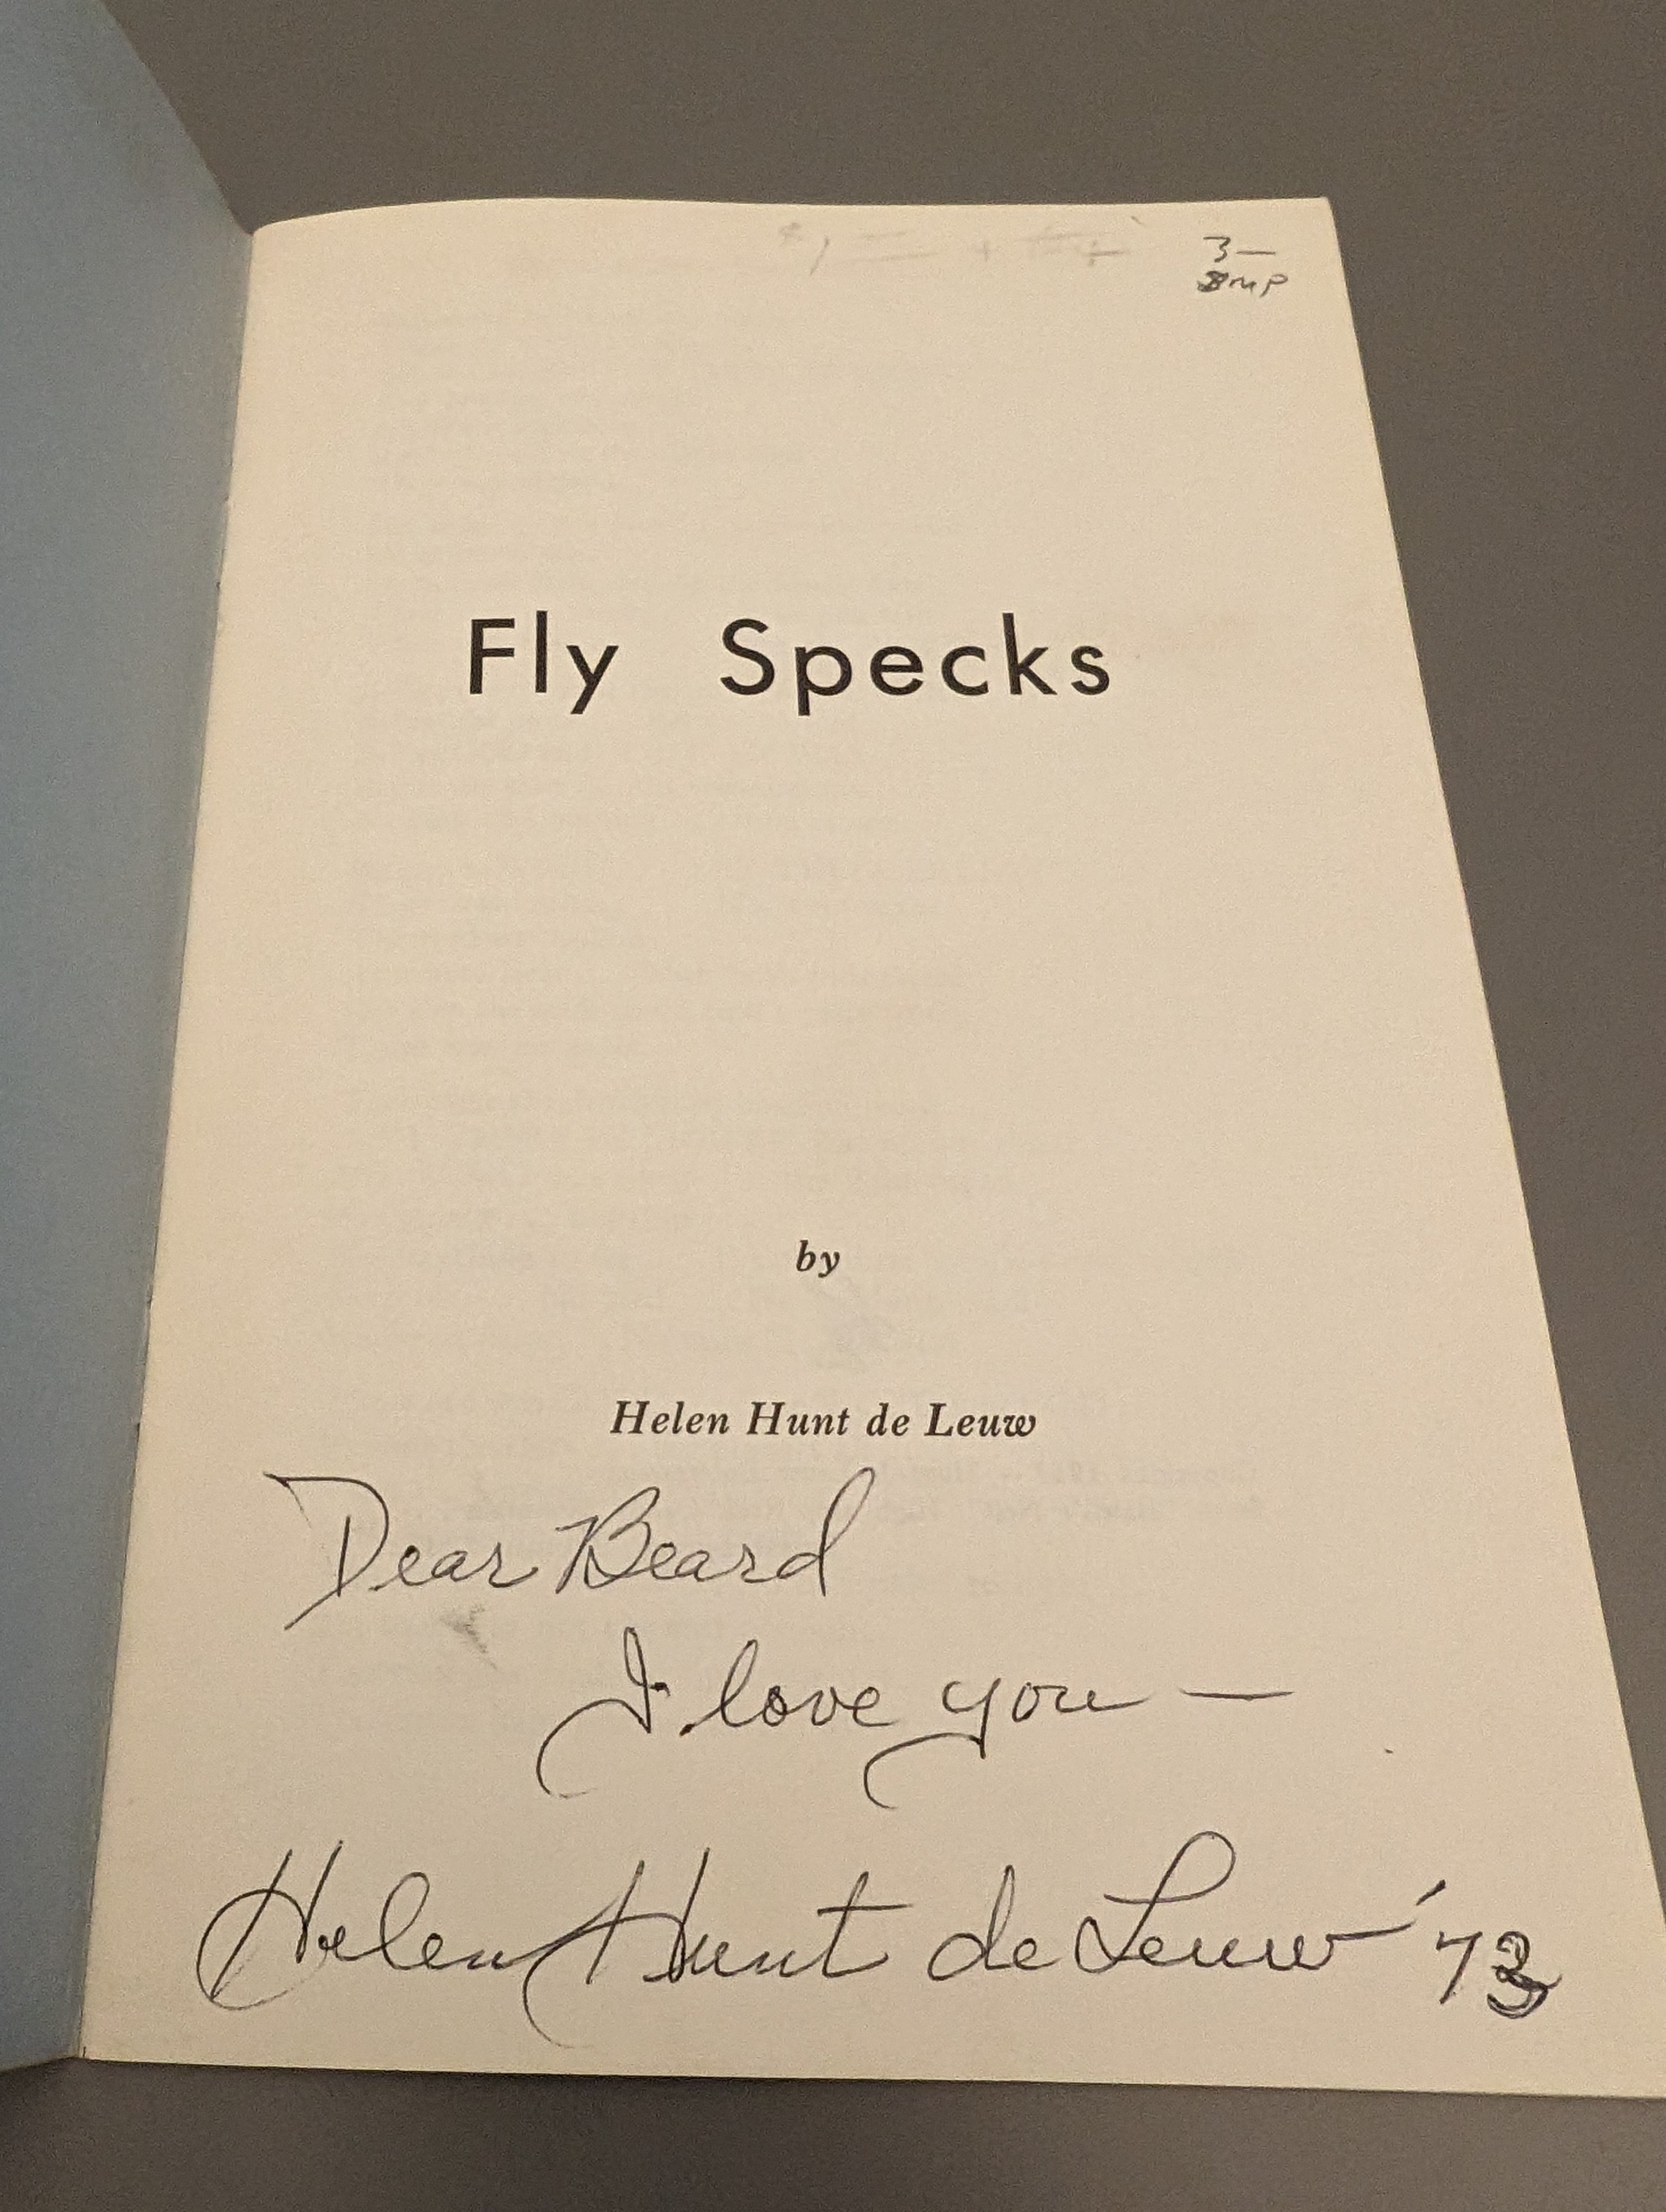 3—
Fly Specks
by
Helen Hunt de Leuw
Dear Beard
I love you —
Helen Hunt de Leuw '73